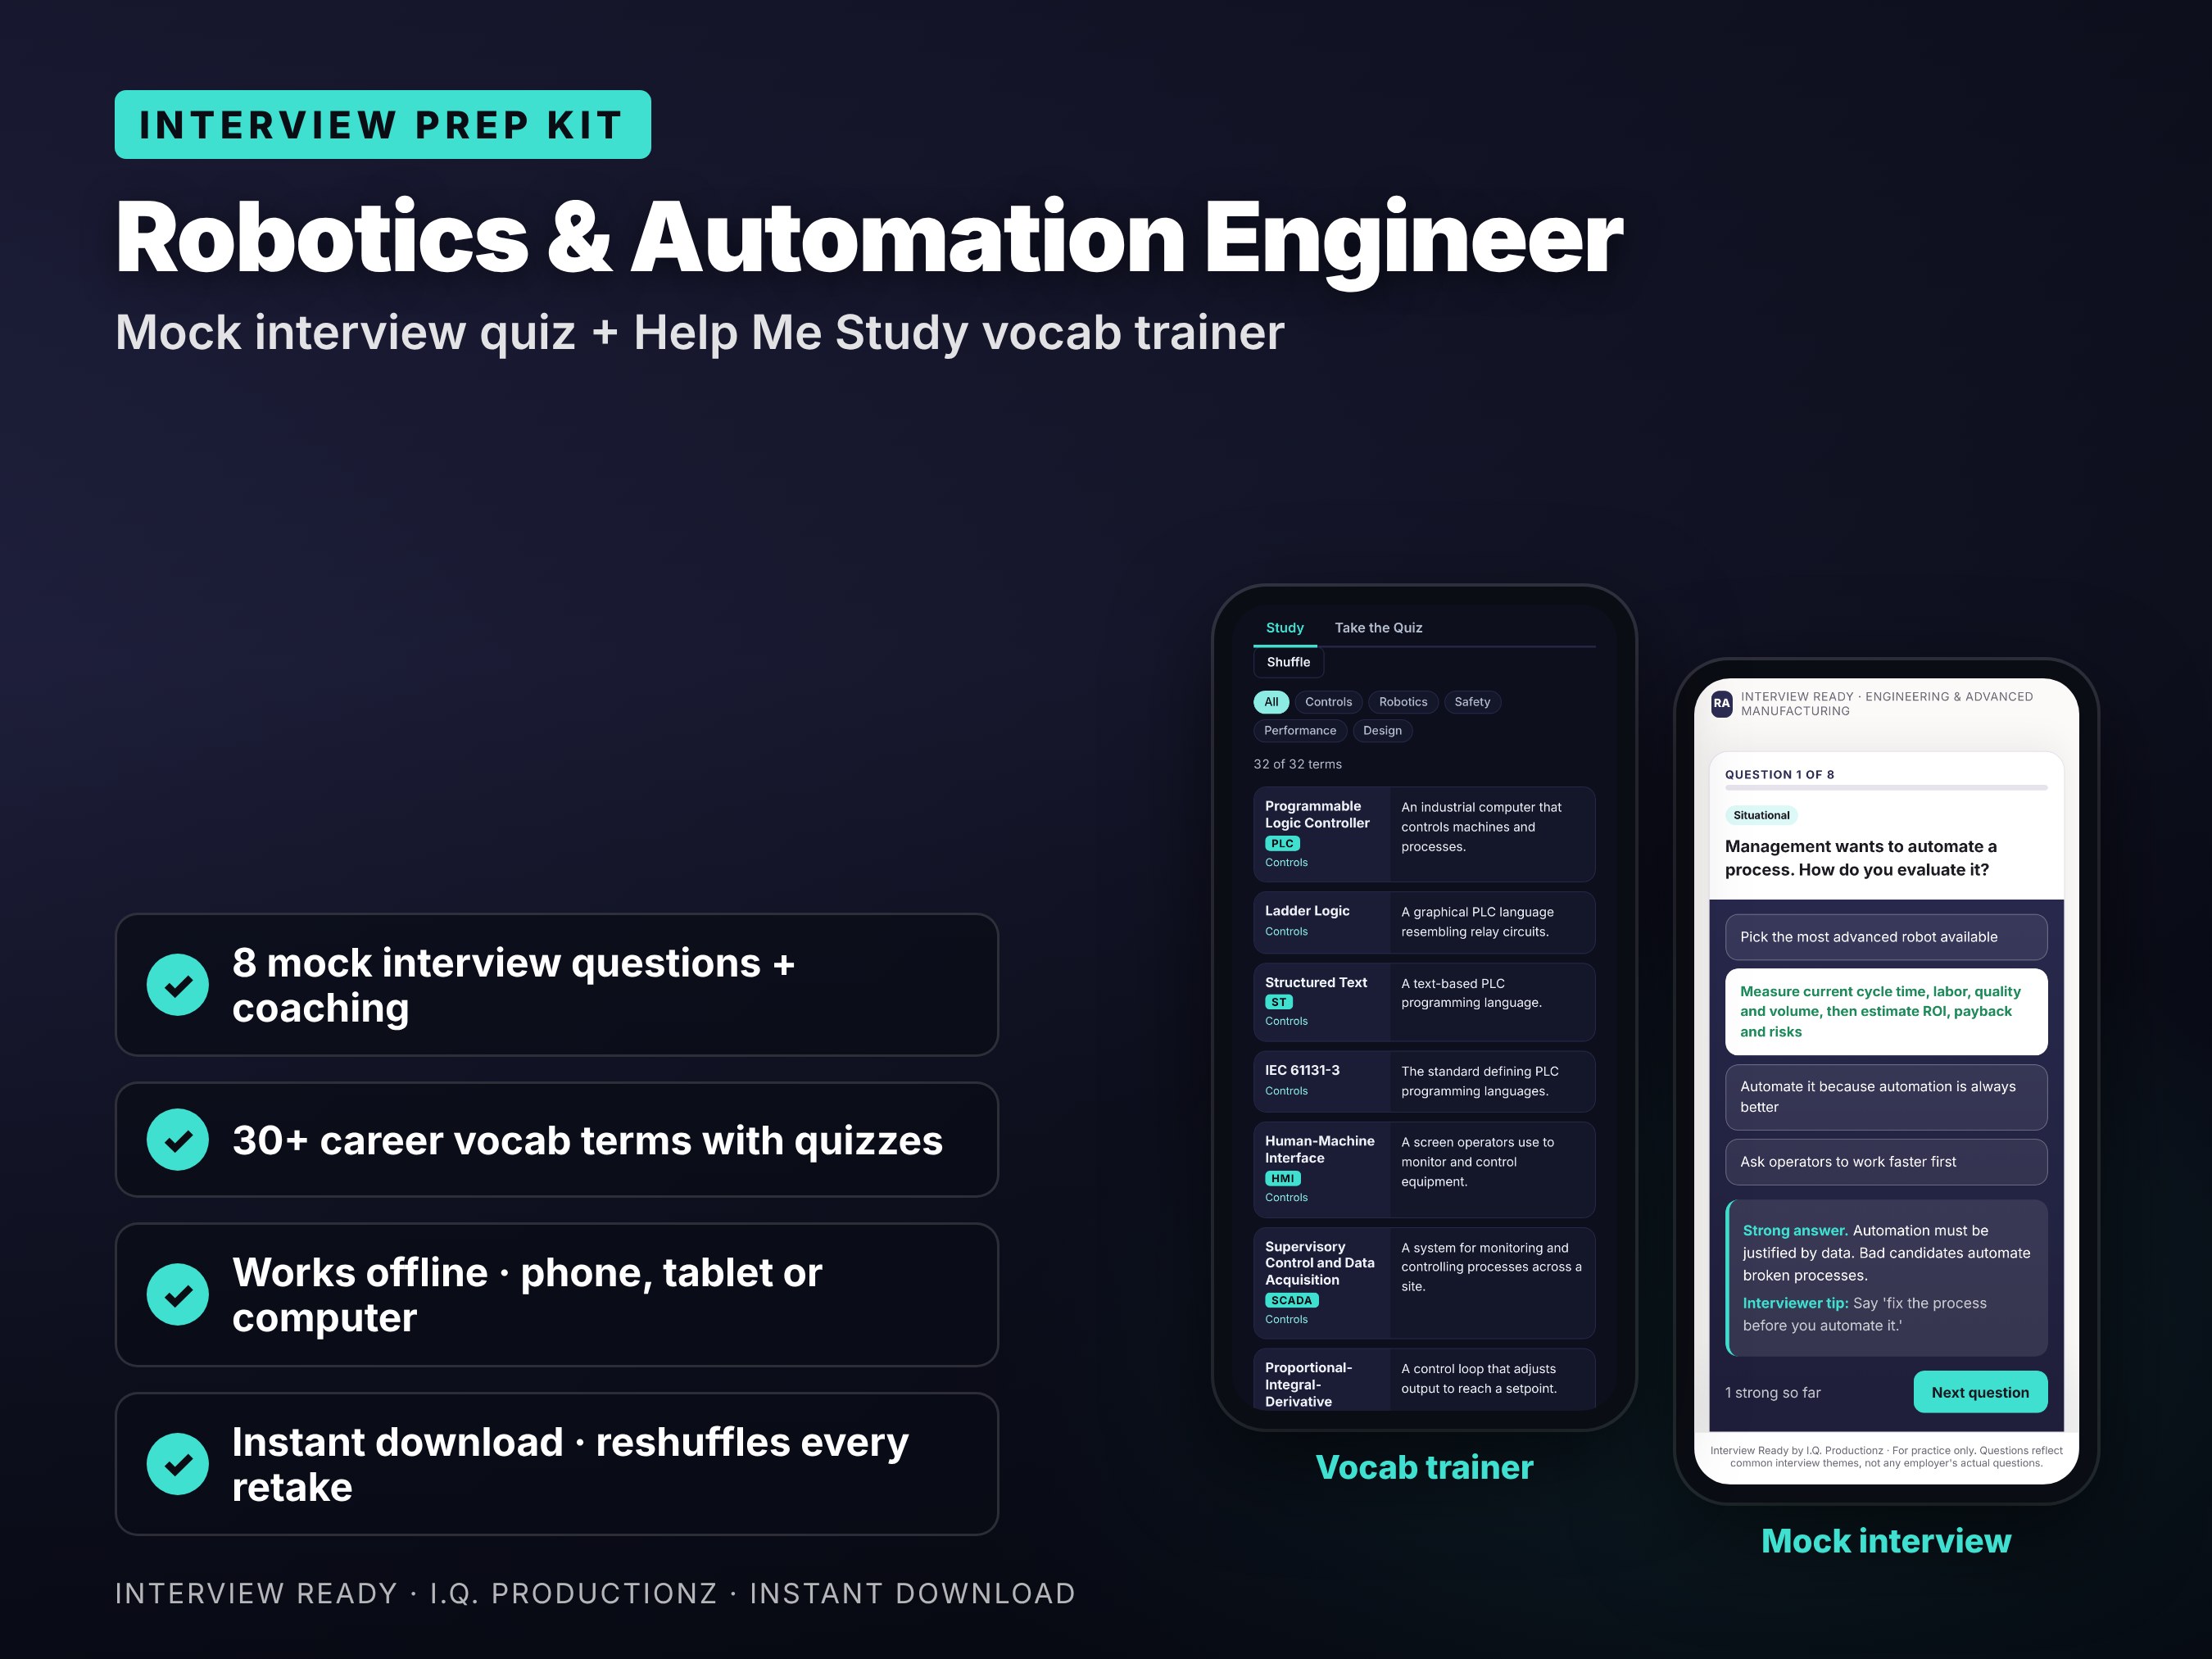 INTERVIEW PREP KIT
Robotics & Automation Engineer
Mock interview quiz + Help Me Study vocab trainer
8 mock interview questions +
coaching
30+ career vocab terms with quizzes
Works offline · phone, tablet or
computer
Instant download · reshuffles every
retake
INTERVIEW READY · I.Q. PRODUCTIONZ · INSTANT DOWNLOAD
Study
Take the Quiz
Shuffle
All
Controls
Robotics
Safety
Performance
Design
32 of 32 terms
Programmable
Logic Controller
PLC
Controls
An industrial computer that
controls machines and
processes.
Ladder Logic
Controls
A graphical PLC language
resembling relay circuits.
Structured Text
ST
Controls
A text-based PLC
programming language.
IEC 61131-3
Controls
The standard defining PLC
programming languages.
Human-Machine
Interface
HMI
Controls
A screen operators use to
monitor and control
equipment.
Supervisory
Control and Data
Acquisition
SCADA
Controls
A system for monitoring and
controlling processes across a
site.
Proportional-
Integral-
Derivative
A control loop that adjusts
output to reach a setpoint.
Vocab trainer
RA
INTERVIEW READY · ENGINEERING & ADVANCED
MANUFACTURING
QUESTION 1 OF 8
Situational
Management wants to automate a
process. How do you evaluate it?
Pick the most advanced robot available
Measure current cycle time, labor, quality
and volume, then estimate ROI, payback
and risks
Automate it because automation is always
better
Ask operators to work faster first
Strong answer. Automation must be
justified by data. Bad candidates automate
broken processes.
Interviewer tip: Say 'fix the process
before you automate it.'
1 strong so far
Next question
Interview Ready by I.Q. Productionz · For practice only. Questions reflect
common interview themes, not any employer's actual questions.
Mock interview